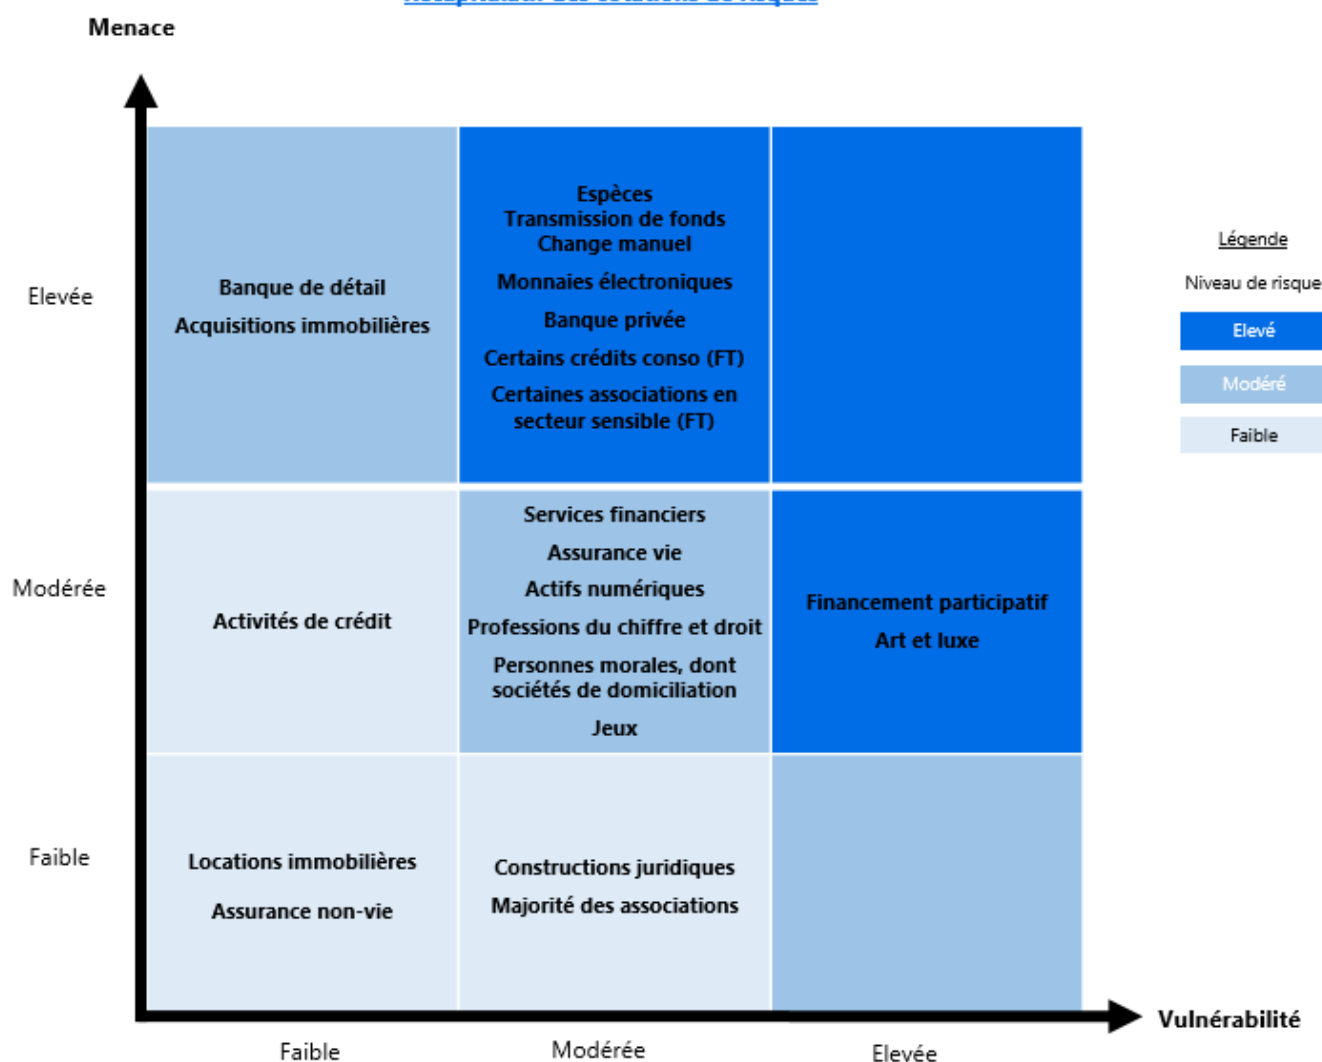 Menace
Elevée
Banque de détail
Acquisitions immobilières
Espèces
Transmission de fonds
Change manuel
Monnaies électroniques
Banque privée
Certains crédits conso (FT)
Certaines associations en
secteur sensible (FT)
Légende
Niveau de risque
Elevé
Modéré
Faible
Modérée
Activités de crédit
Services financiers
Assurance vie
Actifs numériques
Professions du chiffre et droit
Personnes morales, dont
sociétés de domiciliation
Jeux
Financement participatif
Art et luxe
Faible
Locations immobilières
Assurance non-vie
Constructions juridiques
Majorité des associations
Vulnérabilité
Faible
Modérée
Elevée